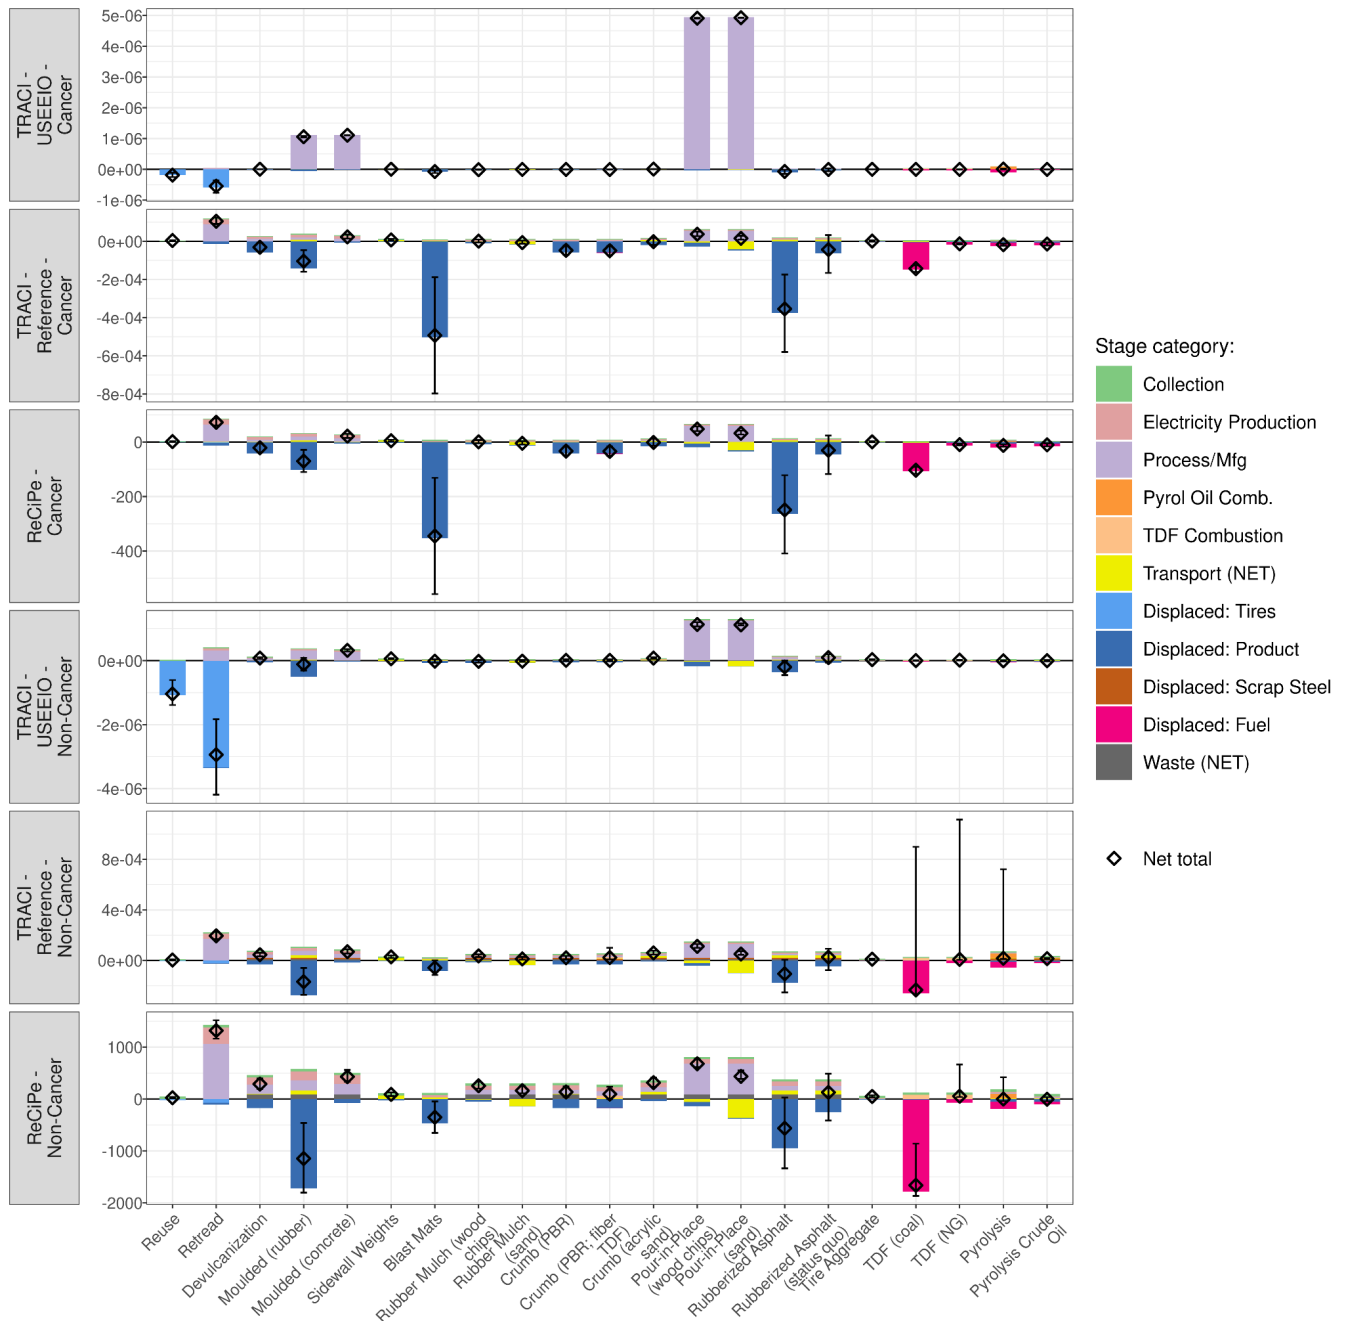 TRACI -
USEEIO -
Cancer
5e-06
4e-06
3e-06
2e-06
1e-06
0e+00
-1e-06
TRACI -
Reference -
Cancer
0e+00
-2e-04
-4e-04
-6e-04
-8e-04
ReCiPe -
Cancer
0
-200
-400
TRACI -
USEEIO -
Non-Cancer
0e+00
-2e-06
-4e-06
TRACI -
Reference -
Non-Cancer
8e-04
4e-04
0e+00
ReCiPe -
Non-Cancer
1000
0
-1000
-2000
Reuse
Retread
Devulcanization
Moulded (rubber)
Moulded (concrete)
Sidewall Weights
Blast Mats
Rubber Mulch (wood
chips)
Rubber Mulch
(sand)
Crumb (PBR)
Crumb (PBR; fiber
TDF)
Crumb (acrylic
sand)
Pour-in-Place
(wood chips)
Pour-in-Place
(sand)
Rubberized Asphalt
Rubberized Asphalt
(status quo)
Tire Aggregate
TDF (coal)
TDF (NG)
Pyrolysis
Pyrolysis Crude
Oil
Stage category:
Collection
Electricity Production
Process/Mfg
Pyrol Oil Comb.
TDF Combustion
Transport (NET)
Displaced: Tires
Displaced: Product
Displaced: Scrap Steel
Displaced: Fuel
Waste (NET)
Net total